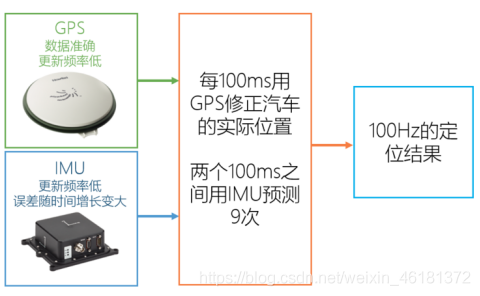 GPS
数据准确
更新频率低
IMU
更新频率低
误差随时间增长变大
每100ms用
GPS修正汽车
的实际位置
两个100ms之
间用IMU预测
9次
100Hz的定
位结果
https://blog.csdn.net/weixin_46181372